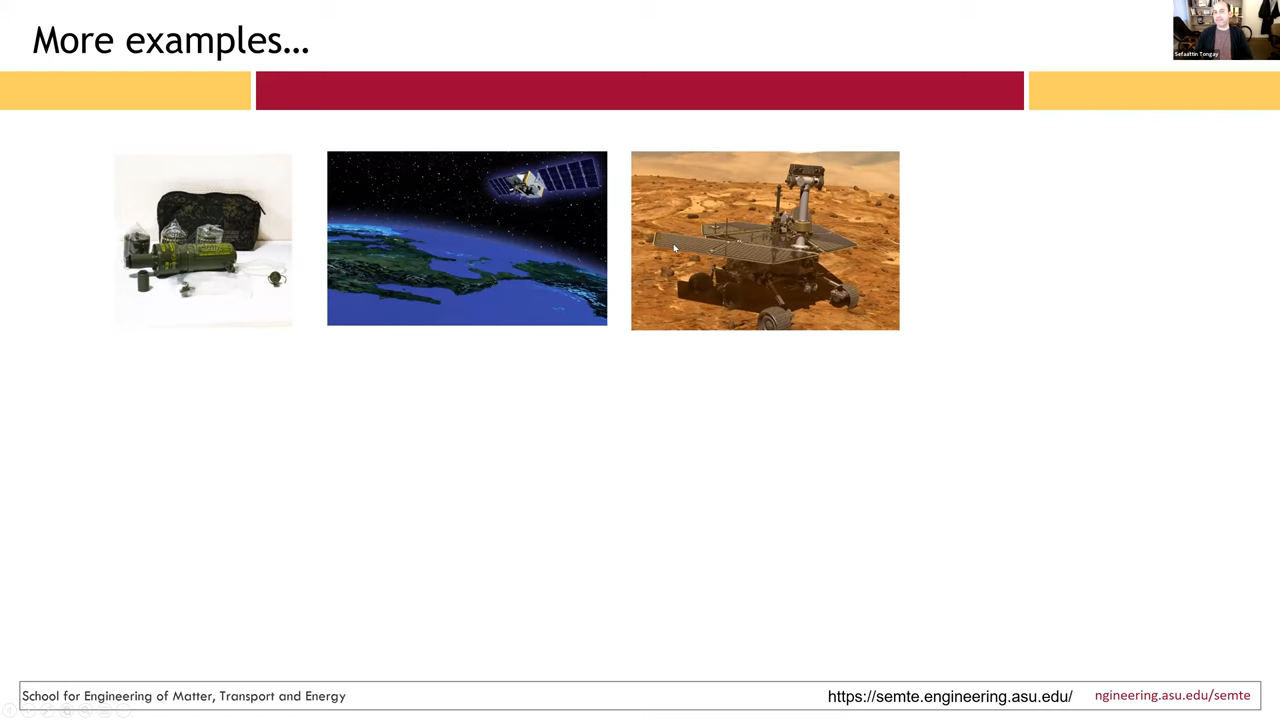 More examples...
Sefaattin Tongay
School for Engineering of Matter, Transport and Energy
https://semte.engineering.asu.edu/
ngineering.asu.edu/semte